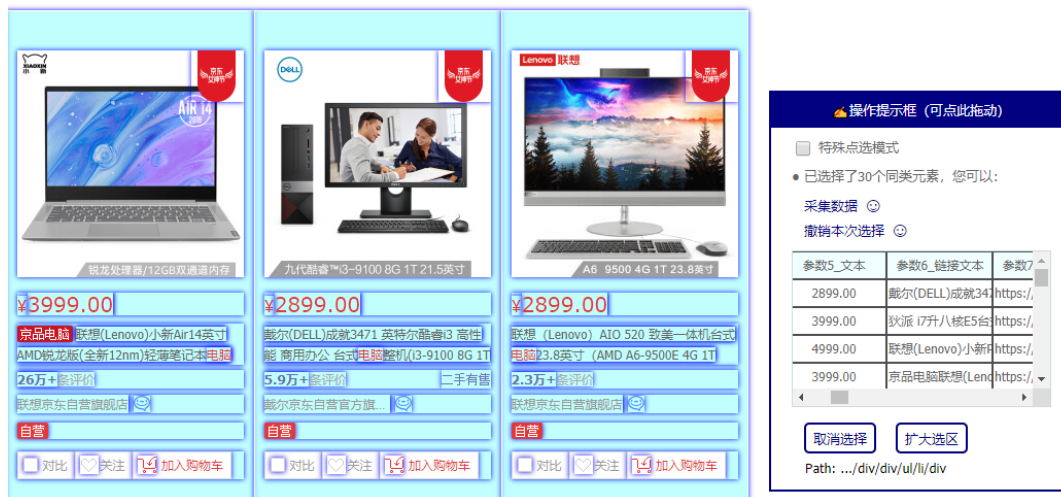 XIAOXIN
小新
AIR 14
2019
京东
女神节
锐龙处理器/12GB双通道内存
¥3999.00
京品电脑 联想(Lenovo)小新Air14英寸
AMD锐龙版(全新12nm)轻薄笔记本电脑
26万+条评价
联想京东自营旗舰店
自营
对比 关注 加入购物车
DELL
京东
女神节
九代酷睿™i3-9100 8G 1T 21.5英寸
¥2899.00
戴尔(DELL)成就3471 英特尔酷睿i3 高性
能 商用办公 台式电脑整机(i3-9100 8G 1T
5.9万+条评价 二手有售
戴尔京东自营官方旗...
自营
对比 关注 加入购物车
Lenovo 联想
京东
女神节
A6 9500 4G 1T 23.8英寸
¥2899.00
联想（Lenovo）AIO 520 致美一体机台式
电脑23.8英寸（AMD A6-9500E 4G 1T
2.3万+条评价
联想京东自营旗舰店
自营
对比 关注 加入购物车
✍操作提示框（可点此拖动）
特殊点选模式
● 已选择了30个同类元素，您可以：
采集数据 ☺
撤销本次选择 ☺
参数5_文本 参数6_链接文本 参数7
2899.00 戴尔(DELL)成就347 https:/
3999.00 狄派 i7升八核E5台 https:/
4999.00 联想(Lenovo)小新 https:/
3999.00 京品电脑联想(Leno https:/
取消选择 扩大选区
Path: .../div/div/ul/li/div